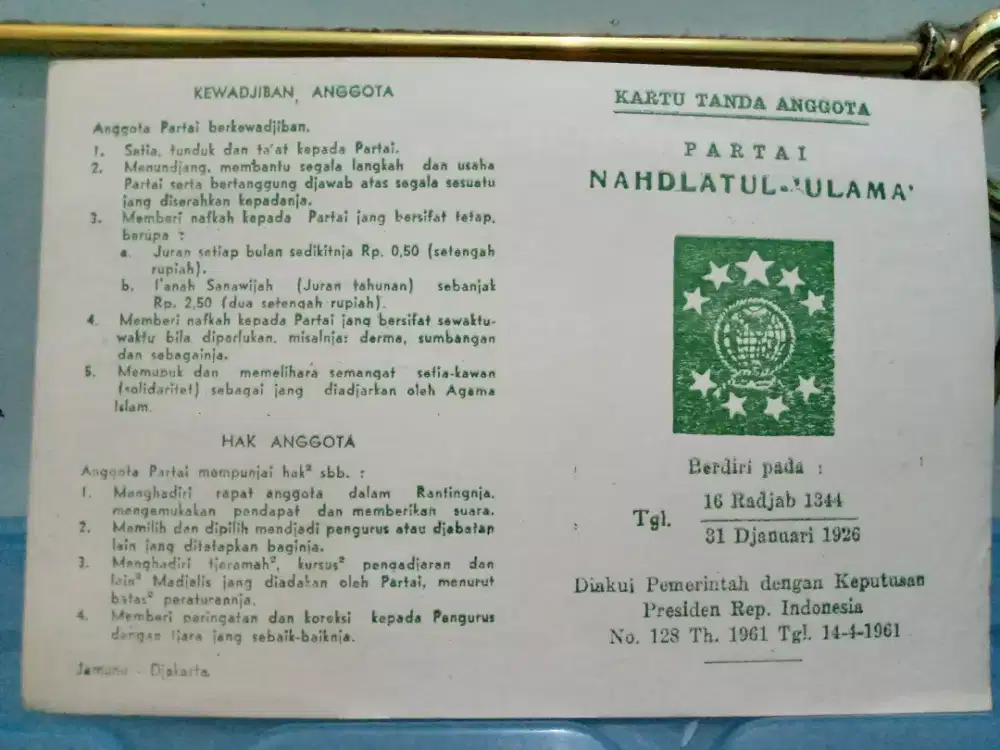 KEWADJIBAN ANGGOTA
Anggota Partai berkewadjiban.
1. Setia, tunduk dan ta'at kepada Partai.
2. Menundjang, membantu segala langkah dan usaha
Partai serta bertanggung djawab atas segala sesuatu
jang diserahkan kepadanja.
3. Memberi nafkah kepada Partai jang bersifat tetap,
berupa :
a. Juran setiap bulan sedikitnja Rp. 0,50 (setengah
rupiah).
b. I'anah Sanawijah (Juran tahunan) sebanjak
Rp. 2,50 (dua setengah rupiah).
4. Memberi nafkah kepada Partai jang bersifat sewaktu-
waktu bila diperlukan, misalnja: derma, sumbangan
dan sebagainja.
5. Memupuk dan memelihara semangat setia-kawan
(solidaritet) sebagai jang diadjarkan oleh Agama
Islam.
HAK ANGGOTA
Anggota Partai mempunjai hak² sbb. :
1. Menghadiri rapat anggota dalam Rantingnja,
mengemukakan pendapat dan memberikan suara.
2. Memilih dan dipilih mendjadi pengurus atau djabatan
lain jang ditetapkan baginja.
3. Menghadiri tjeramah², kursus² pengadjaran dan
lain² Madjelis jang diadakan oleh Partai, menurut
batas² peraturannja.
4. Memberi peringatan dan koreksi kepada Pengurus
dengan tjara jang sebaik-baiknja.
Jamunu - Djakarta
KARTU TANDA ANGGOTA
PARTAI
NAHDLATUL-'ULAMA'
Berdiri pada :
Tgl. 16 Radjab 1344
31 Djanuari 1926
Diakui Pemerintah dengan Keputusan
Presiden Rep. Indonesia
No. 128 Th. 1961 Tgl. 14-4-1961